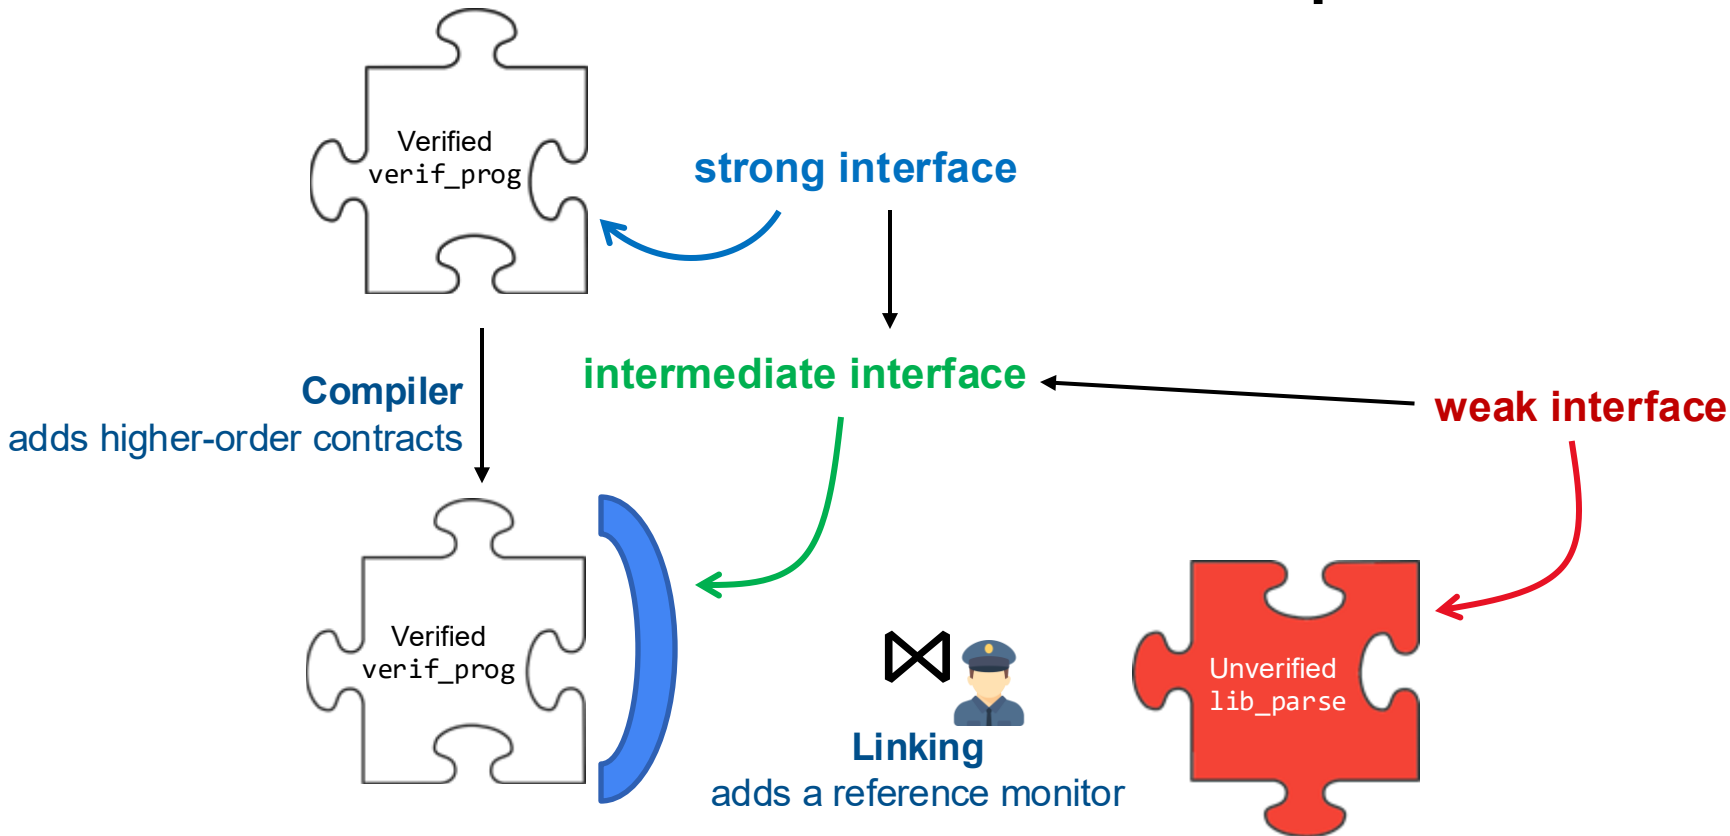 Verified
verif_prog
strong interface
intermediate interface
Compiler
adds higher-order contracts
weak interface
Verified
verif_prog
Unverified
lib_parse
Linking
adds a reference monitor